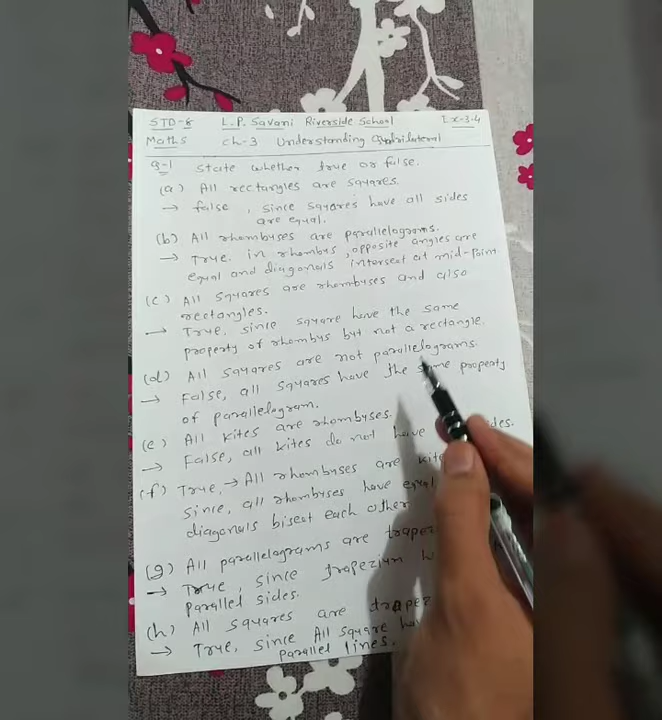 STD-8 L.P. Savani Riverside School Ex-3.4
Maths Ch-3 Understanding Quadrilateral
Q-1 State whether true or false.
(a) All rectangles are squares.
→ false, since squares have all sides
are equal.
(b) All rhombuses are parallelograms.
→ True. in rhombus, opposite angles are
equal and diagonals intersect at mid-point.
(c) All squares are rhombuses and also
rectangles.
→ True, since square have the same
property of rhombus but not a rectangle.
(d) All squares are not parallelograms.
→ False, all squares have the same property
of parallelogram.
(e) All kites are rhombuses.
→ False, all kites do not have
(f) True, → All rhombuses are
since, all rhombuses have
diagonals bisect each other
(g) All parallelograms are
→ True, since trapezium
parallel sides.
(h) All squares are
→ True, since All square
parallel lines.